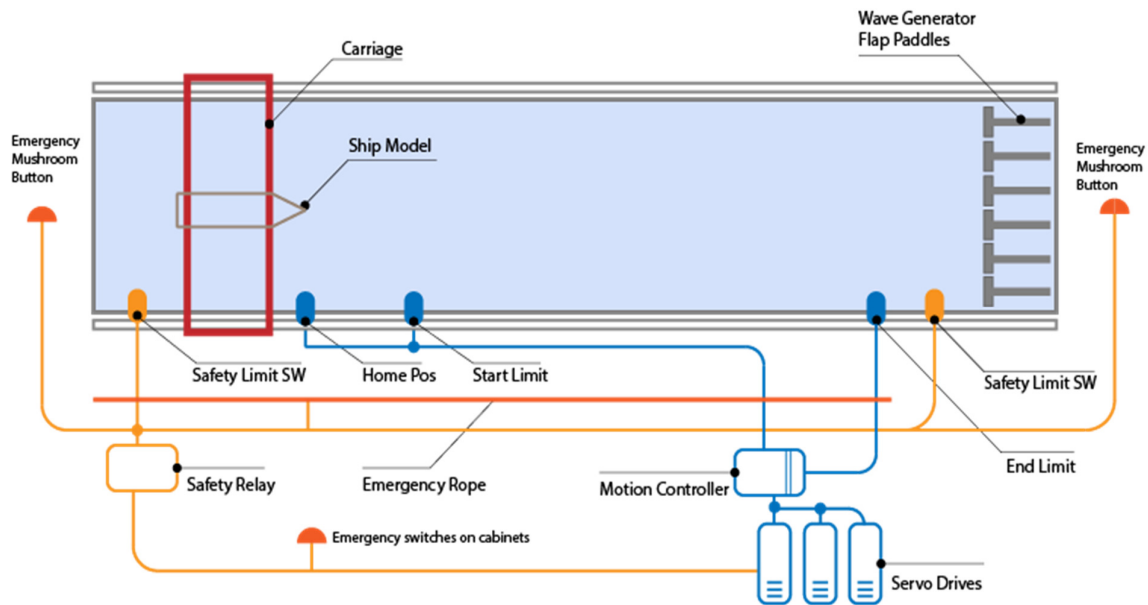 Wave Generator
Flap Paddles
Carriage
Emergency
Mushroom
Button
Ship Model
Emergency
Mushroom
Button
Safety Limit SW
Home Pos
Start Limit
Safety Limit SW
Safety Relay
Emergency Rope
Motion Controller
End Limit
Emergency switches on cabinets
Servo Drives